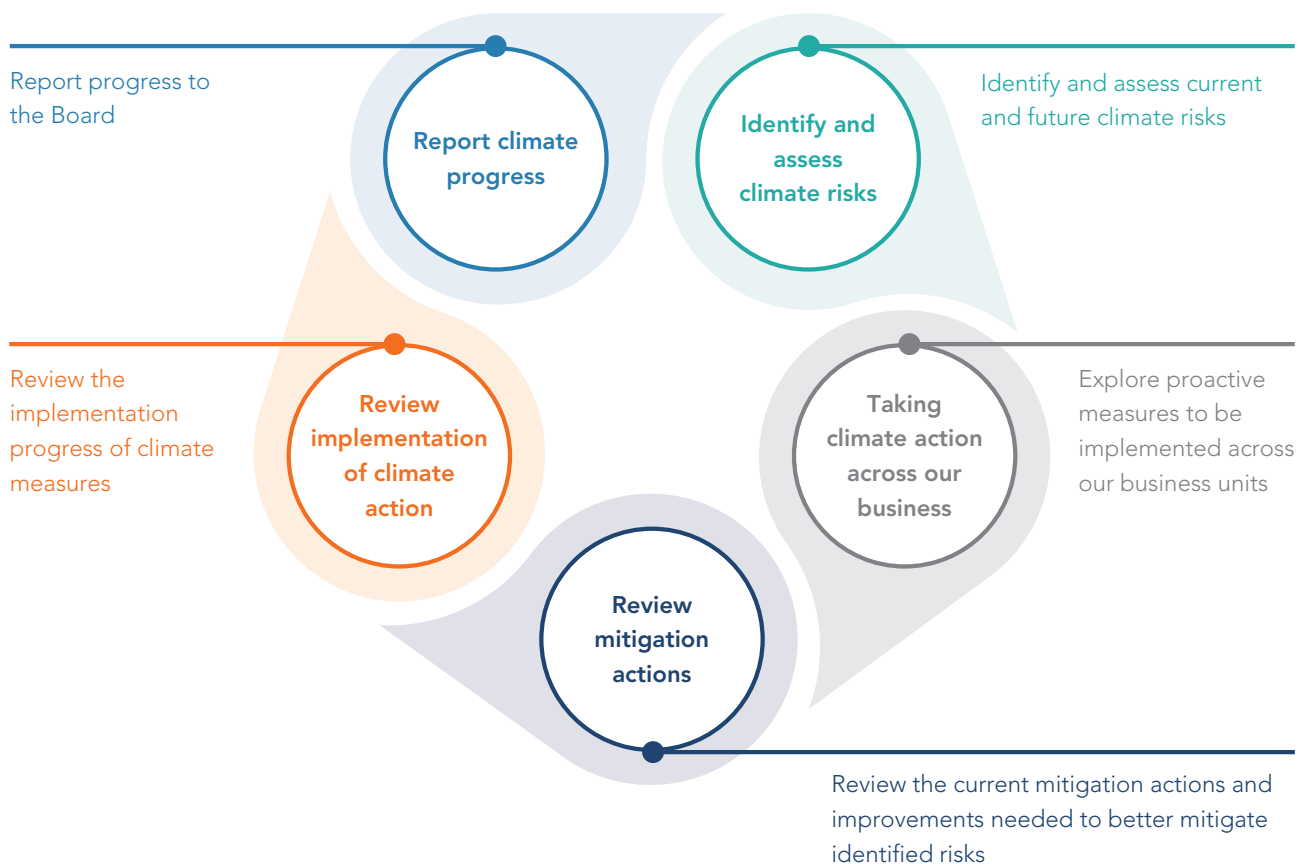 Report progress to
the Board
Report climate
progress
Identify and
assess
climate risks
Identify and assess current
and future climate risks
Review the
implementation
progress of climate
measures
Review
implementation
of climate
action
Taking
climate action
across our
business
Explore proactive
measures to be
implemented across
our business units
Review
mitigation
actions
Review the current mitigation actions and
improvements needed to better mitigate
identified risks